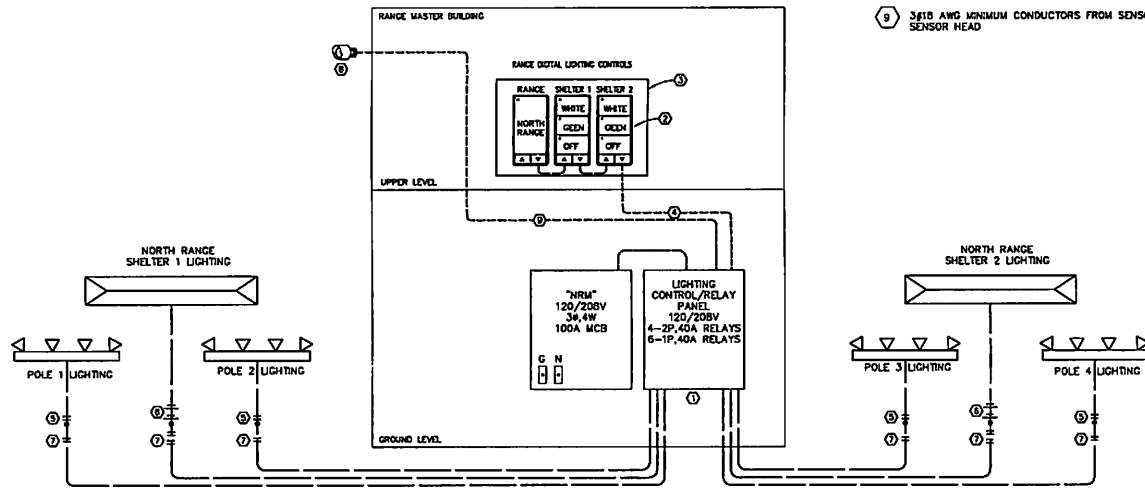 RANGE MASTER BUILDING
9 3#18 AWG MINIMUM CONDUCTORS FROM SENSO
SENSOR HEAD
8
RANGE DIGITAL LIGHTING CONTROLS
3
RANGE SHELTER 1 SHELTER 2
WHITE WHITE
NORTH
RANGE
GEEN GEEN
2
OFF OFF
UPPER LEVEL
9
4
NORTH RANGE
SHELTER 1 LIGHTING
NORTH RANGE
SHELTER 2 LIGHTING
"NRM"
120/208V
3ø,4W
100A MCB
G N
LIGHTING
CONTROL/RELAY
PANEL
120/208V
4-2P,40A RELAYS
6-1P,40A RELAYS
1
POLE 1 LIGHTING
POLE 2 LIGHTING
POLE 3 LIGHTING
POLE 4 LIGHTING
5 6 5 5 6 5
7 7 7 7 7 7
GROUND LEVEL